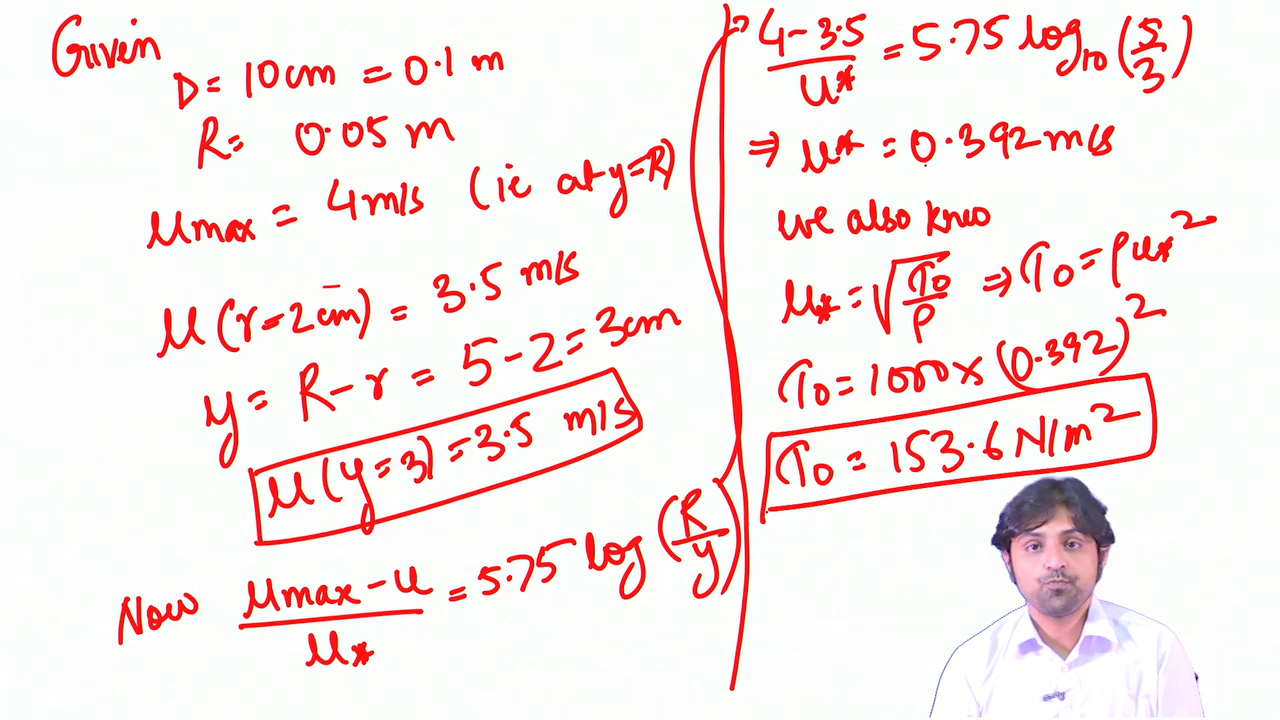 Given
D = 10cm = 0.1 m
R = 0.05 m
umax = 4m/s (ie at y=R)
u (r=2cm) = 3.5 m/s
y = R-r = 5-2 = 3cm
u(y=3) = 3.5 m/s
Now (umax - u)/u* = 5.75 log (R/y)
(4-3.5)/u* = 5.75 log10 (5/3)
⇒ u* = 0.392 m/s
we also know
u* = √(τ0/ρ) ⇒ τ0 = ρu*²
τ0 = 1000 × (0.392)²
τ0 = 153.6 N/m²